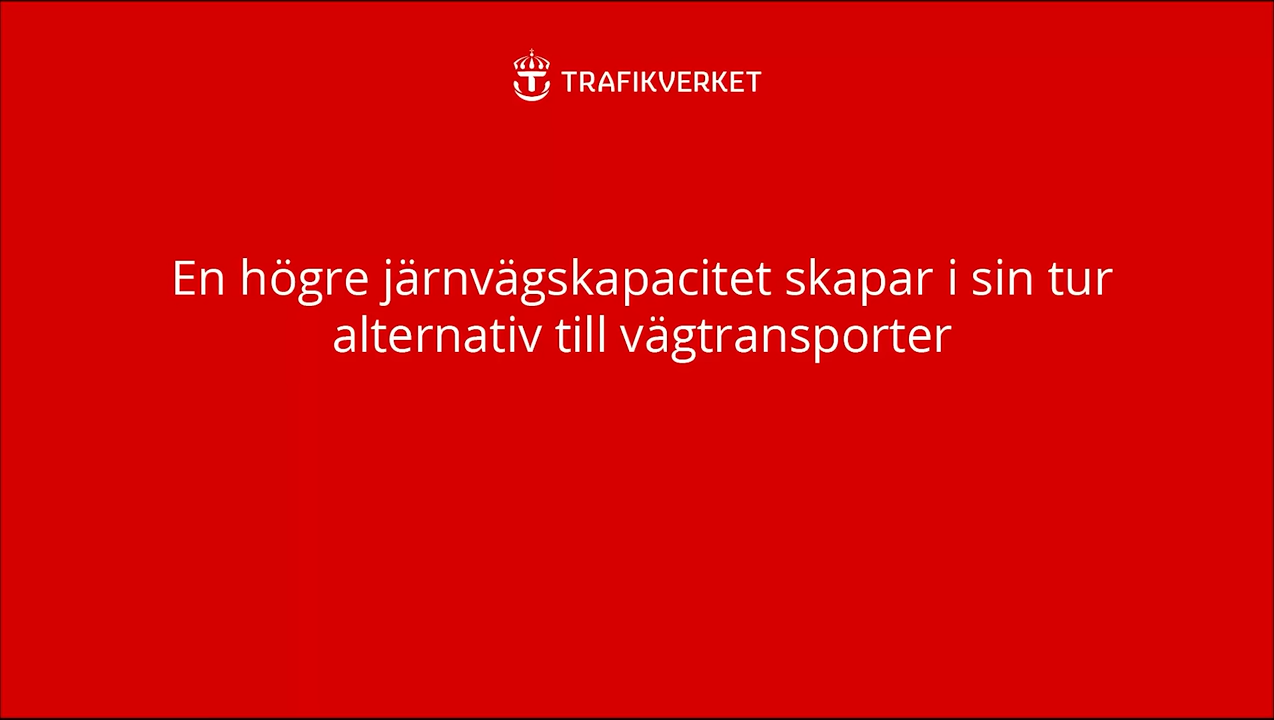 TRAFIKVERKET
En högre järnvägskapacitet skapar i sin tur
alternativ till vägtransporter